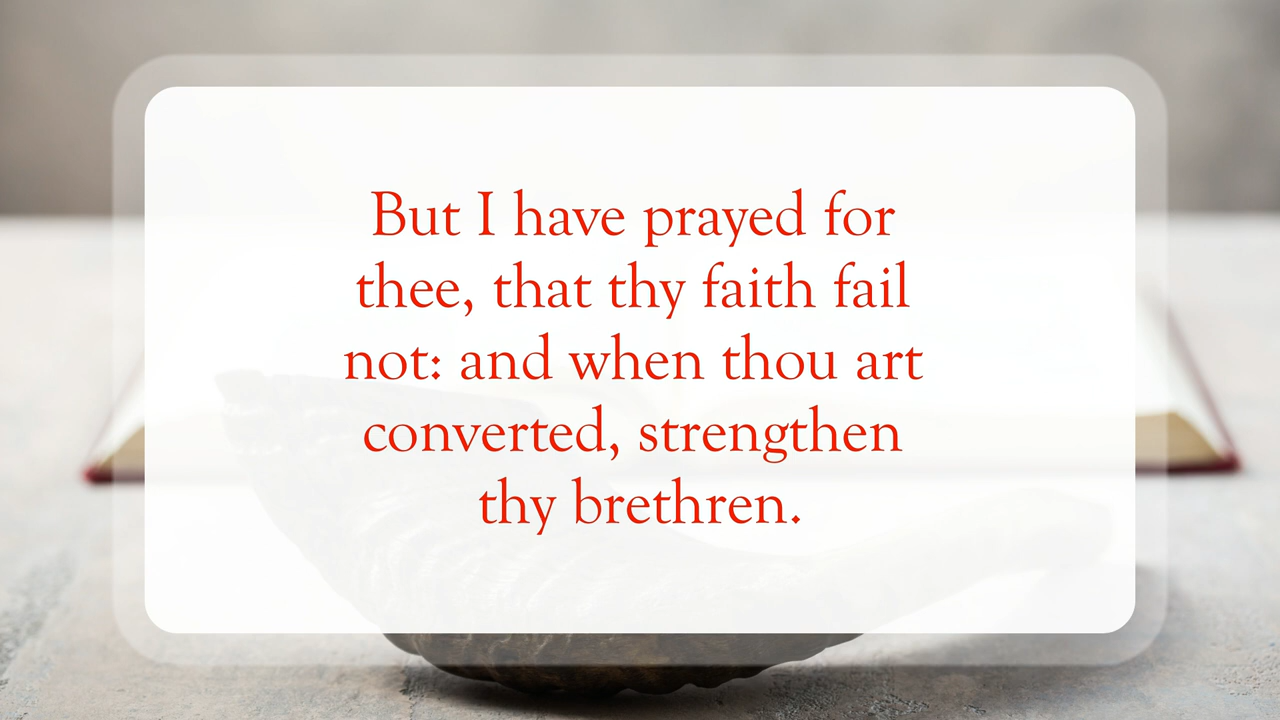 But I have prayed for
thee, that thy faith fail
not: and when thou art
converted, strengthen
thy brethren.